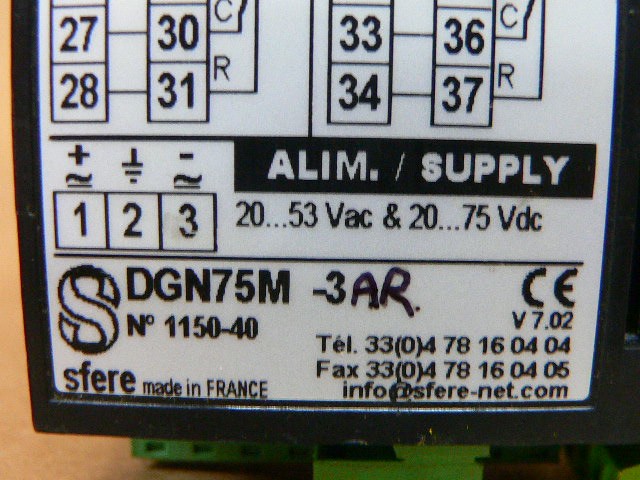 C
27 30 33 36 C
R R
28 31 34 37
+ -
ALIM. / SUPPLY
1 2 3 20...53 Vac & 20...75 Vdc
DGN75M -3AR. CE
N° 1150-40 V 7.02
Tél. 33(0)4 78 16 04 04
Fax 33(0)4 78 16 04 05
sfere made in FRANCE info@sfere-net.com